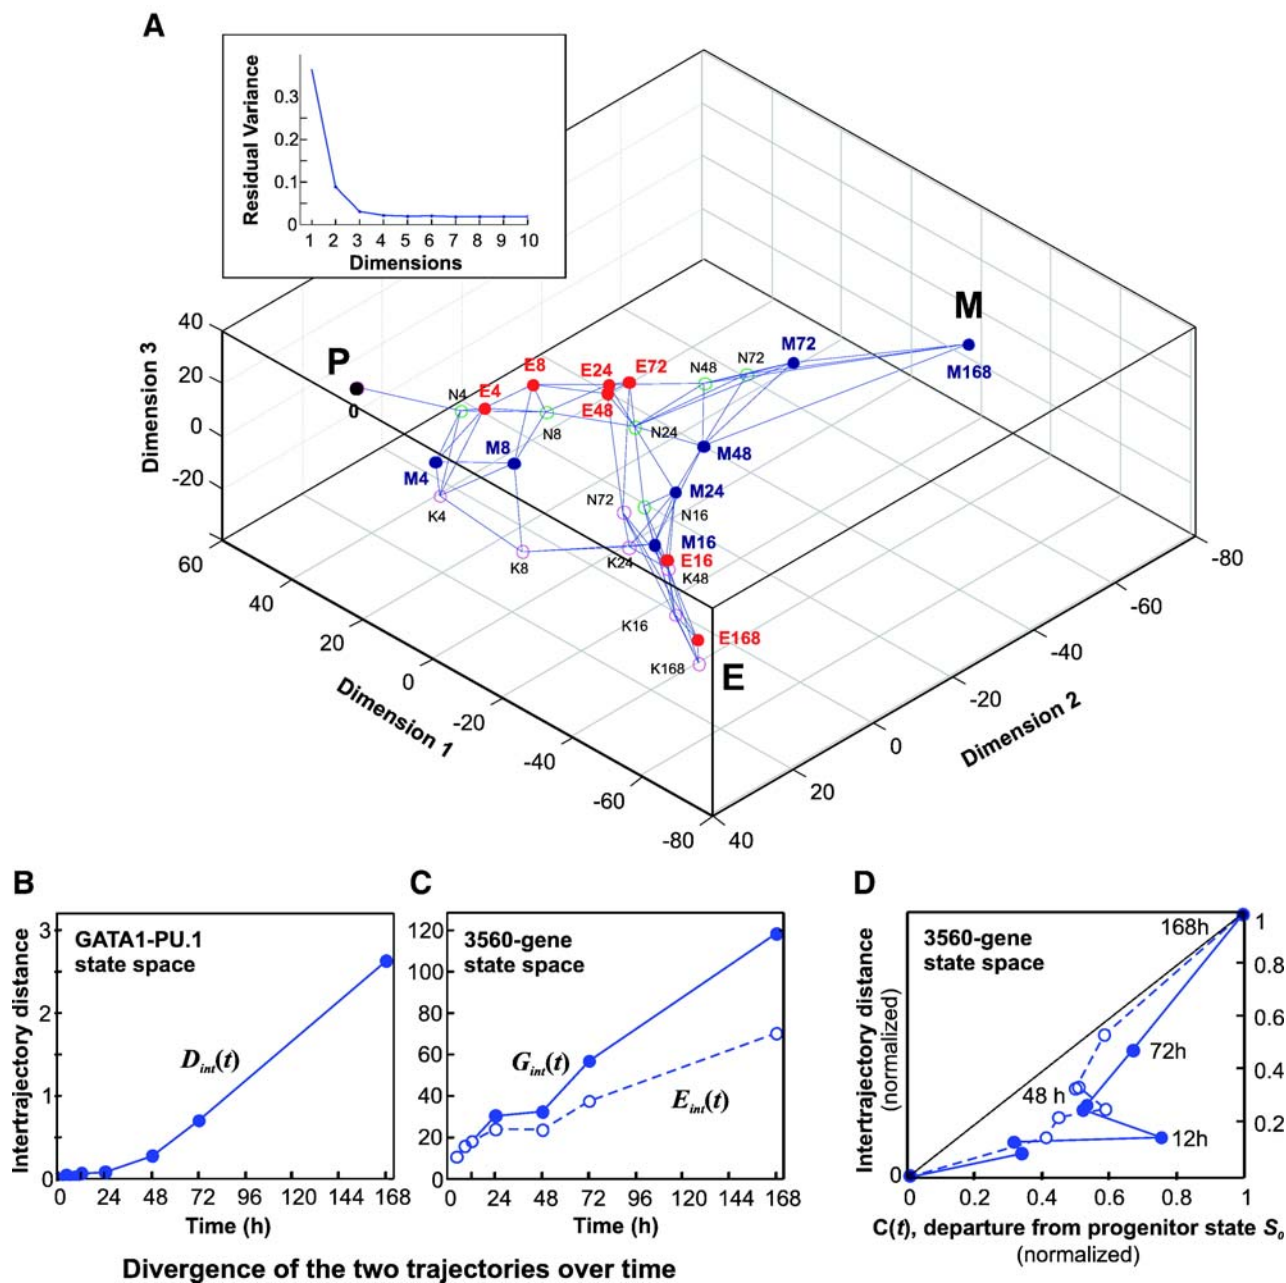 A
Residual Variance
0.3
0.2
0.1
0
1 2 3 4 5 6 7 8 9 10
Dimensions
Dimension 3
40
20
0
-20
60
40
20
0
-20
-40
-60
-80
Dimension 1
40
20
0
-20
-40
-60
-80
Dimension 2
P
0
M
E
N4
E4
E8
N8
E24
E48
E72
N48
N72
M72
M168
M4
M8
K4
K8
N24
M48
M24
N72
N16
M16
K24
E16
K48
K16
E168
K168
B
Intertrajectory distance
3
2
1
0
GATA1-PU.1
state space
D int (t)
0 24 48 72 96 120 144 168
Time (h)
C
120
100
80
60
40
20
0
3560-gene
state space
G int (t)
E int (t)
0 24 48 72 96 120 144 168
Time (h)
D
Intertrajectory distance
(normalized)
3560-gene
state space
168h
72h
48 h
12h
1
0.8
0.6
0.4
0.2
0
0 0.2 0.4 0.6 0.8 1
C(t), departure from progenitor state S0
(normalized)
Divergence of the two trajectories over time